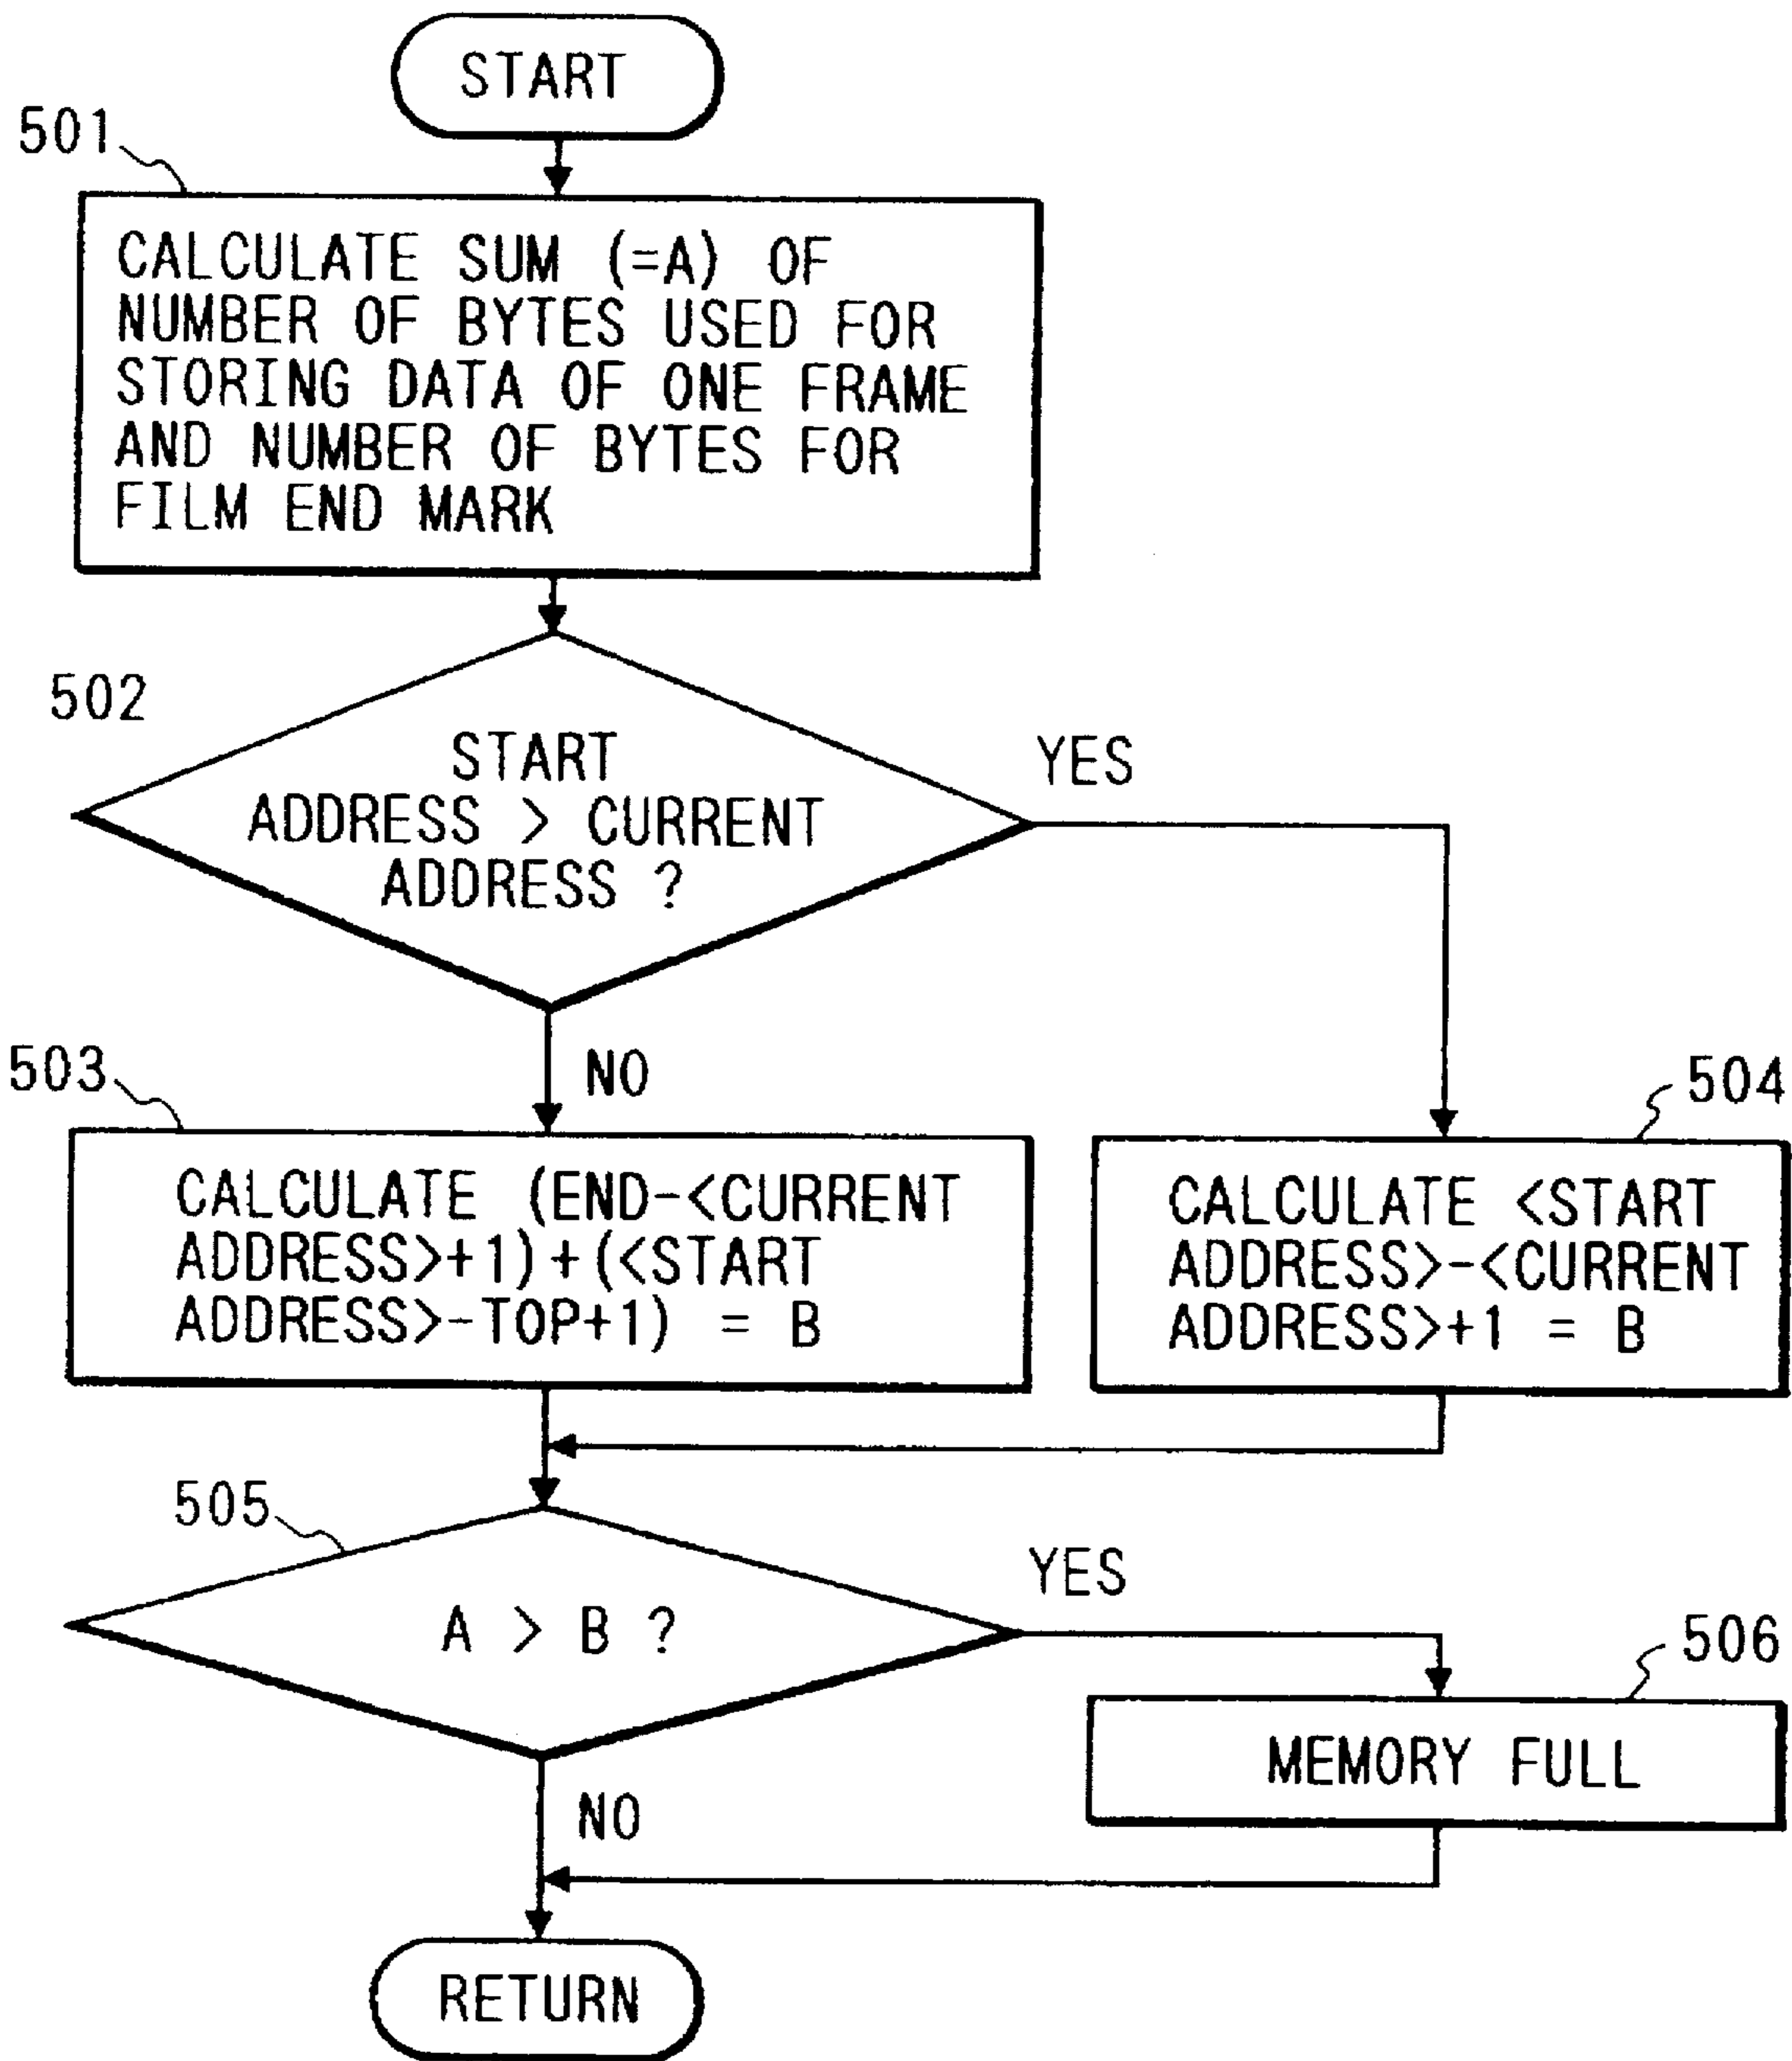 START
501
CALCULATE SUM (=A) OF
NUMBER OF BYTES USED FOR
STORING DATA OF ONE FRAME
AND NUMBER OF BYTES FOR
FILM END MARK
502
START
ADDRESS > CURRENT
ADDRESS ?
YES
NO
503
CALCULATE (END-<CURRENT
ADDRESS>+1)+(<START
ADDRESS>-TOP+1) = B
504
CALCULATE <START
ADDRESS>-<CURRENT
ADDRESS>+1 = B
505
A > B ?
YES
506
MEMORY FULL
NO
RETURN